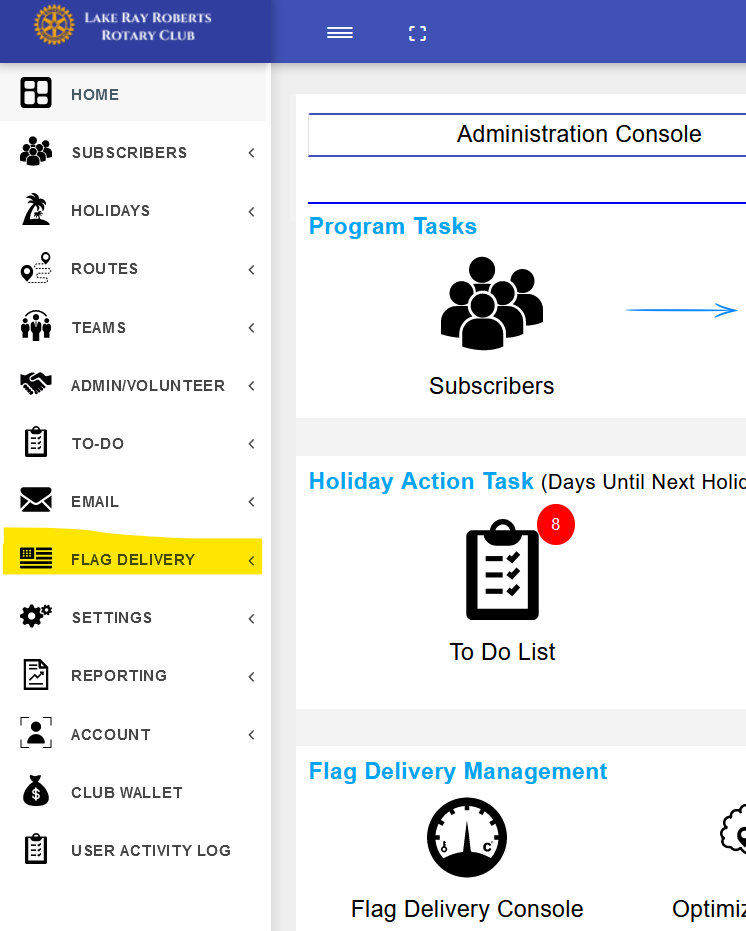 LAKE RAY ROBERTS
ROTARY CLUB
HOME
SUBSCRIBERS
HOLIDAYS
ROUTES
TEAMS
ADMIN/VOLUNTEER
TO-DO
EMAIL
FLAG DELIVERY
SETTINGS
REPORTING
ACCOUNT
CLUB WALLET
USER ACTIVITY LOG
Administration Console
Program Tasks
Subscribers
Holiday Action Task (Days Until Next Holid
8
To Do List
Flag Delivery Management
Flag Delivery Console
Optimiz